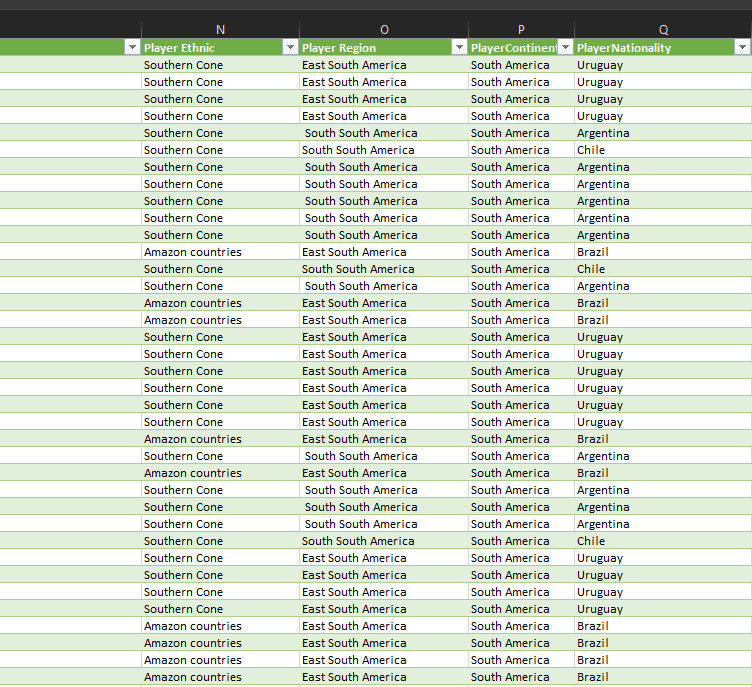 N O P Q
Player Ethnic Player Region PlayerContinent PlayerNationality
Southern Cone East South America South America Uruguay
Southern Cone East South America South America Uruguay
Southern Cone East South America South America Uruguay
Southern Cone East South America South America Uruguay
Southern Cone South South America South America Argentina
Southern Cone South South America South America Chile
Southern Cone South South America South America Argentina
Southern Cone South South America South America Argentina
Southern Cone South South America South America Argentina
Southern Cone South South America South America Argentina
Southern Cone South South America South America Argentina
Amazon countries East South America South America Brazil
Southern Cone South South America South America Chile
Southern Cone South South America South America Argentina
Amazon countries East South America South America Brazil
Amazon countries East South America South America Brazil
Southern Cone East South America South America Uruguay
Southern Cone East South America South America Uruguay
Southern Cone East South America South America Uruguay
Southern Cone East South America South America Uruguay
Southern Cone East South America South America Uruguay
Southern Cone East South America South America Uruguay
Amazon countries East South America South America Brazil
Southern Cone South South America South America Argentina
Amazon countries East South America South America Brazil
Southern Cone South South America South America Argentina
Southern Cone South South America South America Argentina
Southern Cone South South America South America Argentina
Southern Cone South South America South America Chile
Southern Cone East South America South America Uruguay
Southern Cone East South America South America Uruguay
Southern Cone East South America South America Uruguay
Southern Cone East South America South America Uruguay
Amazon countries East South America South America Brazil
Amazon countries East South America South America Brazil
Amazon countries East South America South America Brazil
Amazon countries East South America South America Brazil